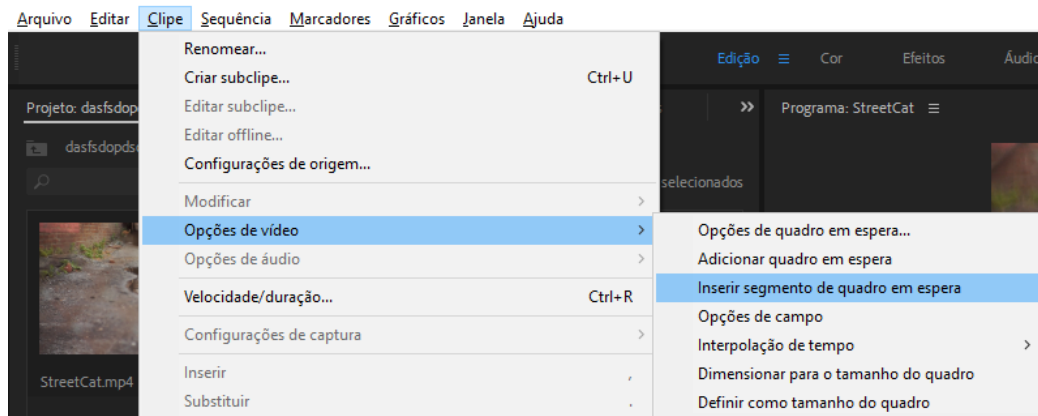 Arquivo Editar Clipe Sequência Marcadores Gráficos Janela Ajuda
Edição Cor Efeitos
Projeto:
Programa: StreetCat
selecionados
StreetCat.mp4
Renomear...
Criar subclipe... Ctrl+U
Editar subclipe...
Editar offline...
Configurações de origem...
Modificar
Opções de vídeo
Opções de áudio
Velocidade/duração... Ctrl+R
Configurações de captura
Inserir ,
Substituir .
Opções de quadro em espera...
Adicionar quadro em espera
Inserir segmento de quadro em espera
Opções de campo
Interpolação de tempo
Dimensionar para o tamanho do quadro
Definir como tamanho do quadro